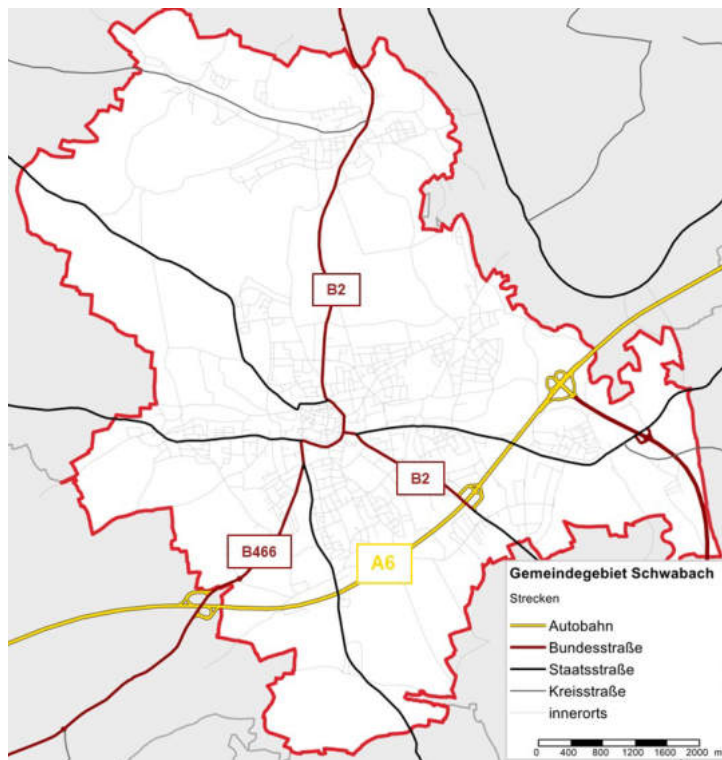 B2
B2
B466
A6
Gemeindegebiet Schwabach
Strecken
Autobahn
Bundesstraße
Staatsstraße
Kreisstraße
innerorts
0 400 800 1200 1600 2000 m